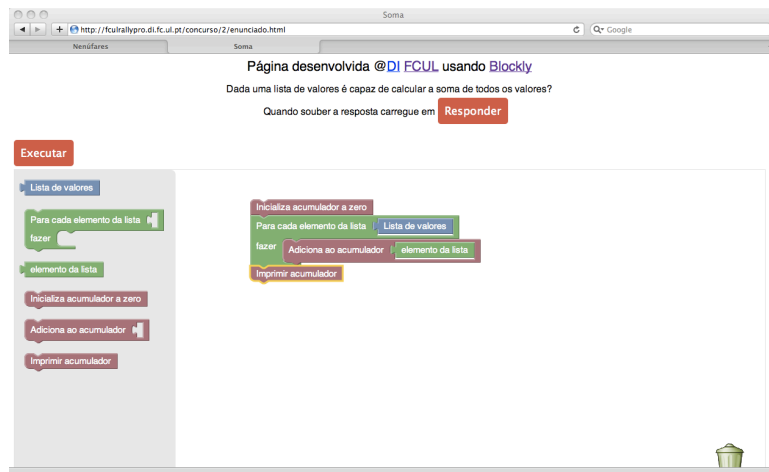 Soma
http://fculrallypro.di.fc.ul.pt/concurso/2/enunciado.html
Google
Nenúfares
Soma
Página desenvolvida @DI FCUL usando Blockly
Dada uma lista de valores é capaz de calcular a soma de todos os valores?
Quando souber a resposta carregue em Responder
Executar
Lista de valores
Para cada elemento da lista
fazer
elemento da lista
Inicializa acumulador a zero
Adiciona ao acumulador
Imprimir acumulador
Inicializa acumulador a zero
Para cada elemento da lista Lista de valores
fazer Adiciona ao acumulador elemento da lista
Imprimir acumulador